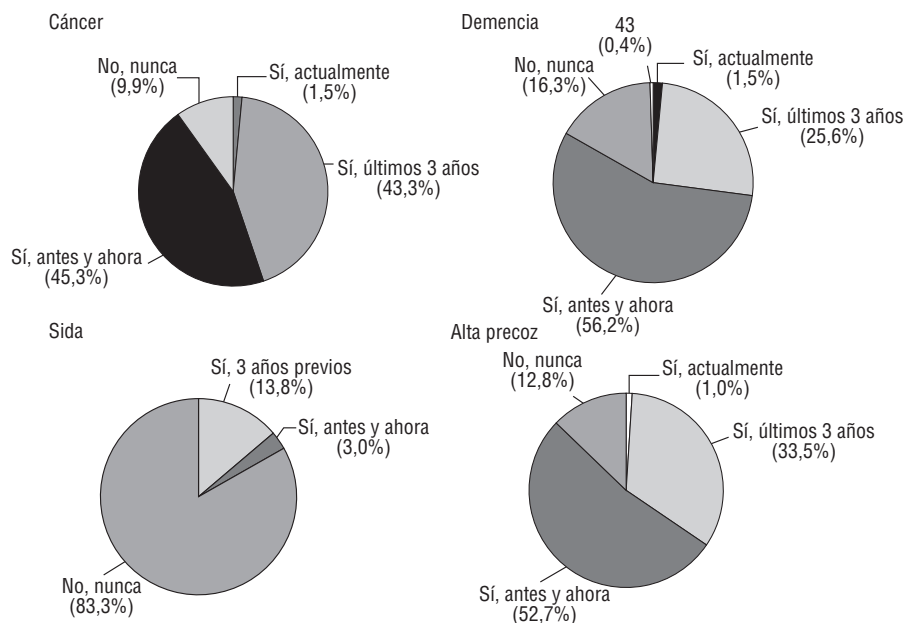 Cáncer
No, nunca
(9,9%)
Sí, actualmente
(1,5%)
Sí, últimos 3 años
(43,3%)
Sí, antes y ahora
(45,3%)
Demencia
43
(0,4%)
No, nunca
(16,3%)
Sí, actualmente
(1,5%)
Sí, últimos 3 años
(25,6%)
Sí, antes y ahora
(56,2%)
Sida
Sí, 3 años previos
(13,8%)
Sí, antes y ahora
(3,0%)
No, nunca
(83,3%)
Alta precoz
No, nunca
(12,8%)
Sí, actualmente
(1,0%)
Sí, últimos 3 años
(33,5%)
Sí, antes y ahora
(52,7%)